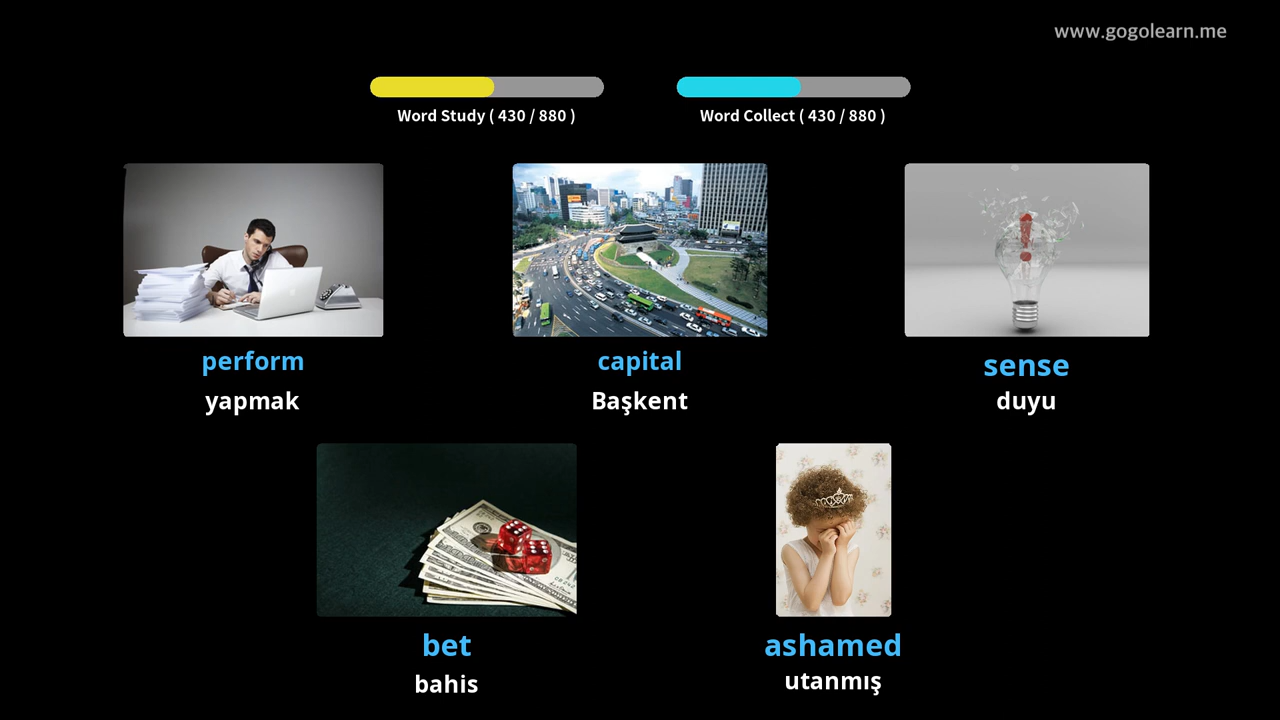 www.gogolearn.me
Word Study ( 430 / 880 )
Word Collect ( 430 / 880 )
perform
yapmak
capital
Başkent
sense
duyu
bet
bahis
ashamed
utanmış